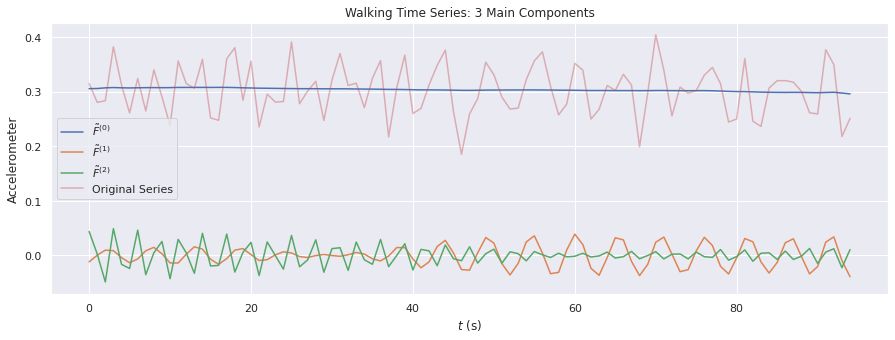 Walking Time Series: 3 Main Components
Accelerometer
0.4
0.3
0.2
0.1
0.0
F̃⁽⁰⁾
F̃⁽¹⁾
F̃⁽²⁾
Original Series
0 20 40 60 80
t (s)